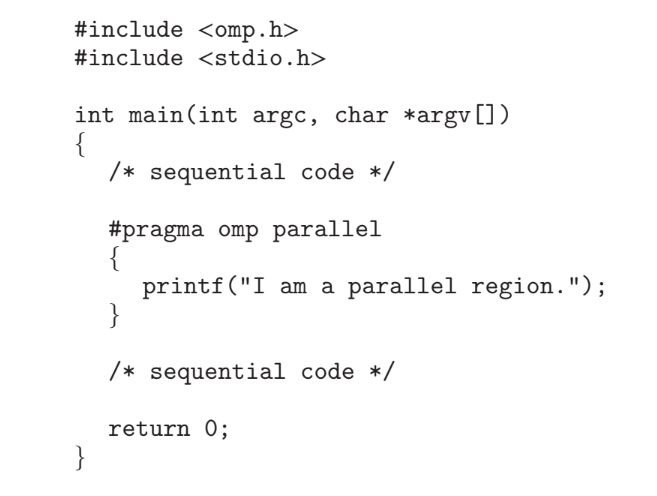 #include <omp.h>
#include <stdio.h>
int main(int argc, char *argv[])
{
/* sequential code */
#pragma omp parallel
{
printf("I am a parallel region.");
}
/* sequential code */
return 0;
}